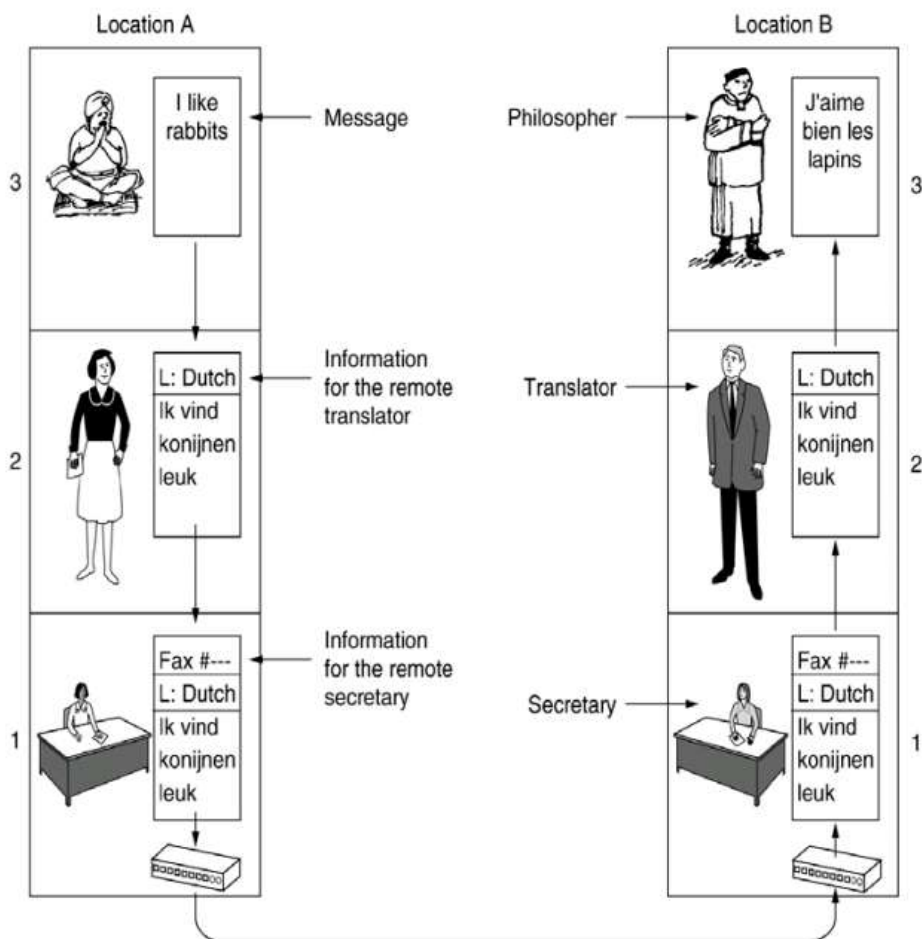 Location A
Location B
I like
rabbits
Message
Philosopher
J'aime
bien les
lapins
3
3
L: Dutch
Ik vind
konijnen
leuk
Information
for the remote
translator
Translator
L: Dutch
Ik vind
konijnen
leuk
2
2
Fax #---
L: Dutch
Ik vind
konijnen
leuk
Information
for the remote
secretary
Secretary
Fax #---
L: Dutch
Ik vind
konijnen
leuk
1
1